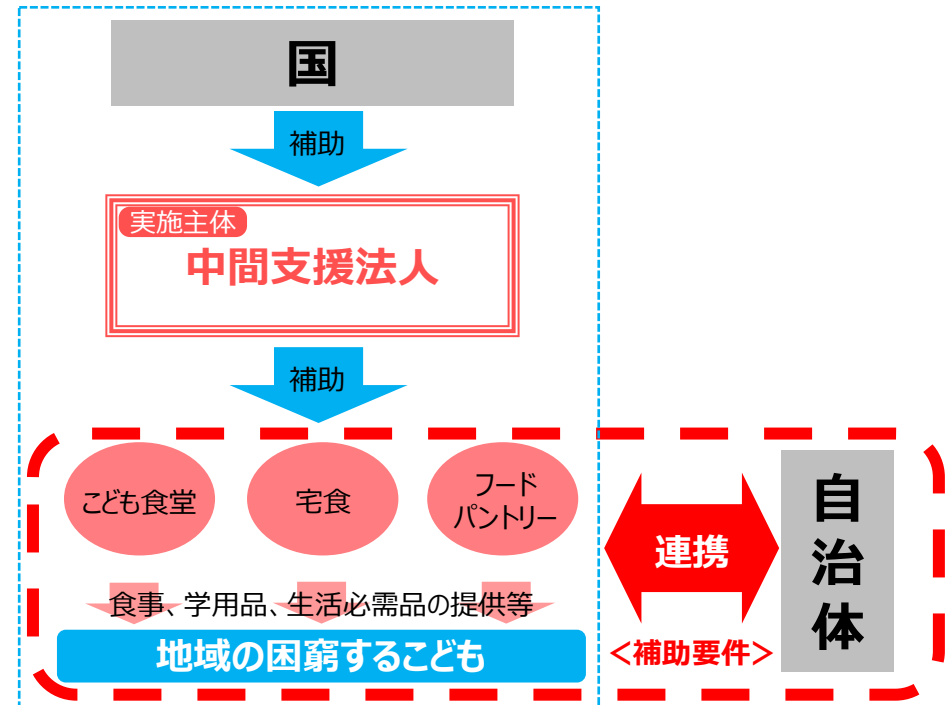 国
補助
実施主体
中間支援法人
補助
こども食堂
宅食
フード
パントリー
連携
自治体
食事、学用品、生活必需品の提供等
地域の困窮するこども
<補助要件>